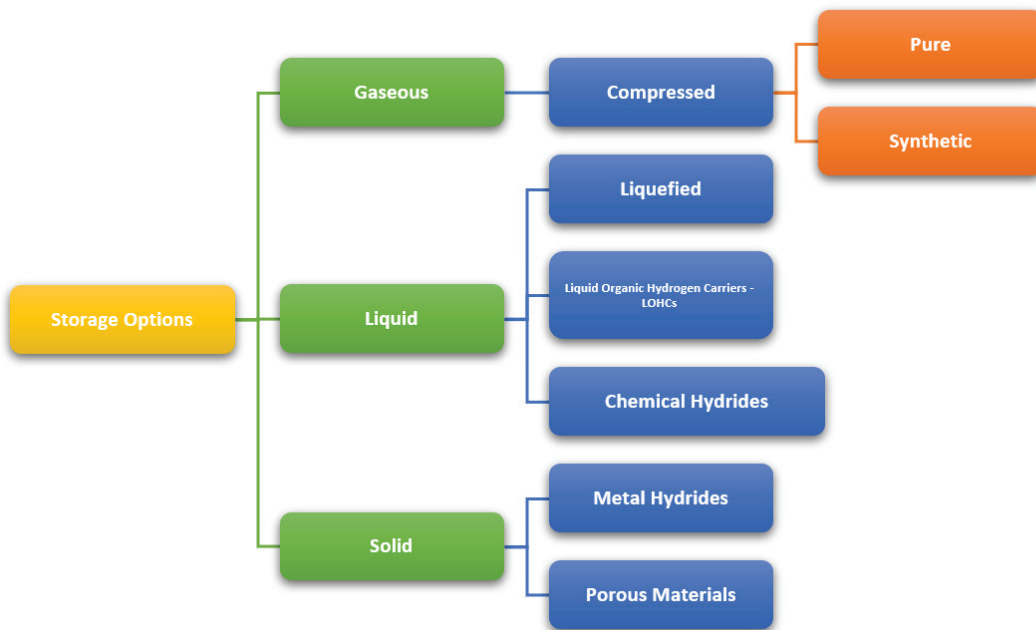 Storage Options
Gaseous
Compressed
Pure
Synthetic
Liquid
Liquefied
Liquid Organic Hydrogen Carriers -
LOHCs
Chemical Hydrides
Solid
Metal Hydrides
Porous Materials